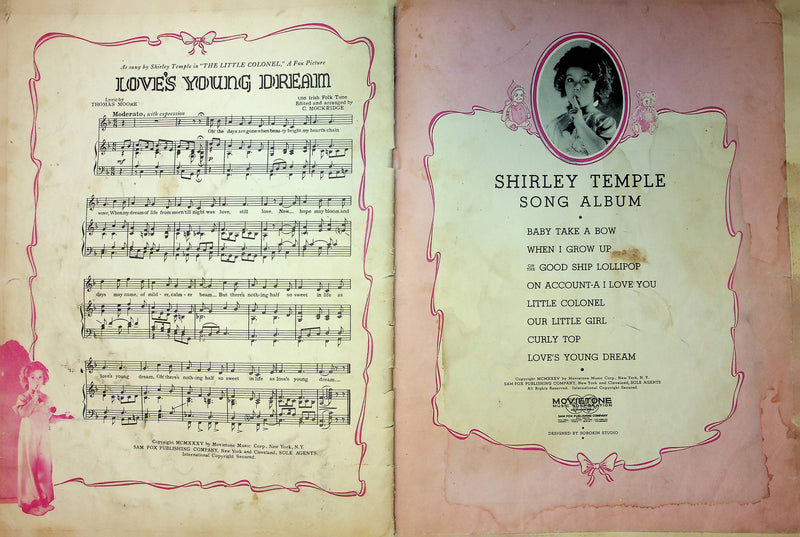 As sung by Shirley Temple in "THE LITTLE COLONEL," A Fox Picture
LOVE'S YOUNG DREAM
Lyric by
THOMAS MOORE
Old Irish Folk Tune
Edited and arranged by
C. MOCKRIDGE
Moderato, with expression
Oh! the days are gone when beau-ty bright my heart's chain
mf
wove, When my dream of life from morn till night was love, still love. New hope may bloom and
days may come, of mild-er, calm-er beam But there's noth-ing half so sweet in life as
love's young dream, Oh! there's noth-ing half so sweet in life as love's young dream.
Copyright MCMXXXV by Movietone Music Corp., New York, N.Y.
SAM FOX PUBLISHING COMPANY, New York and Cleveland, SOLE AGENTS.
International Copyright Secured.
SHIRLEY TEMPLE
SONG ALBUM
BABY TAKE A BOW
WHEN I GROW UP
GOOD SHIP LOLLIPOP
ON ACCOUNT-A I LOVE YOU
LITTLE COLONEL
OUR LITTLE GIRL
CURLY TOP
LOVE'S YOUNG DREAM
Copyright MCMXXXV by Movietone Music Corp., New York, N.Y.
SAM FOX PUBLISHING COMPANY, New York and Cleveland, SOLE AGENTS
All Rights Reserved. International Copyright Secured.
MOVIETONE
MUSIC CORPORATION
SAM FOX PUBLISHING COMPANY
DESIGNED BY SOROKIN STUDIO